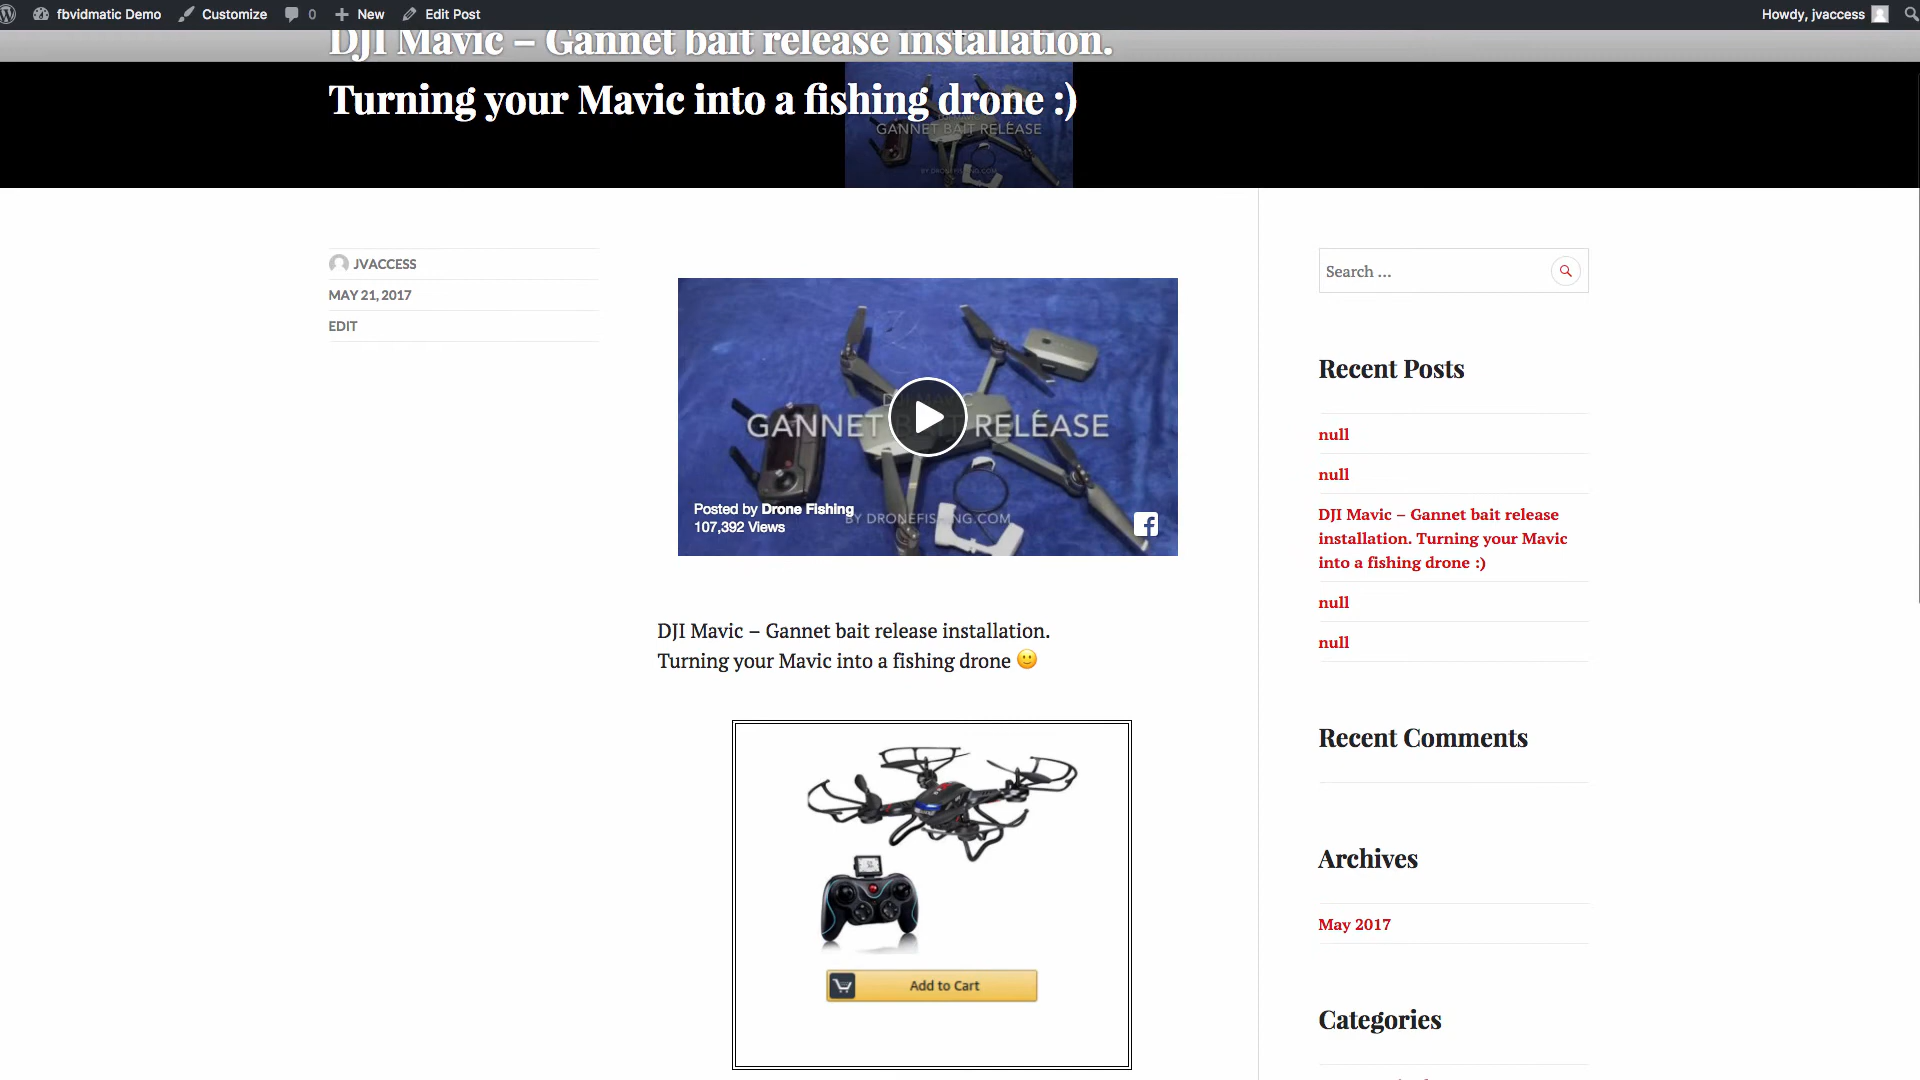 fbvidmatic Demo Customize 0 New Edit Post Howdy, jvaccess
DJI Mavic – Gannet bait release installation.
Turning your Mavic into a fishing drone :)
GANNET BAIT RELEASE
BY DRONEFISHING.COM
JVACCESS
MAY 21, 2017
EDIT
DJI MAVIC
GANNET BAIT RELEASE
Posted by Drone Fishing
107,392 Views
BY DRONEFISHING.COM
DJI Mavic – Gannet bait release installation.
Turning your Mavic into a fishing drone 🙂
Add to Cart
Search ...
Recent Posts
null
null
DJI Mavic – Gannet bait release
installation. Turning your Mavic
into a fishing drone :)
null
null
Recent Comments
Archives
May 2017
Categories